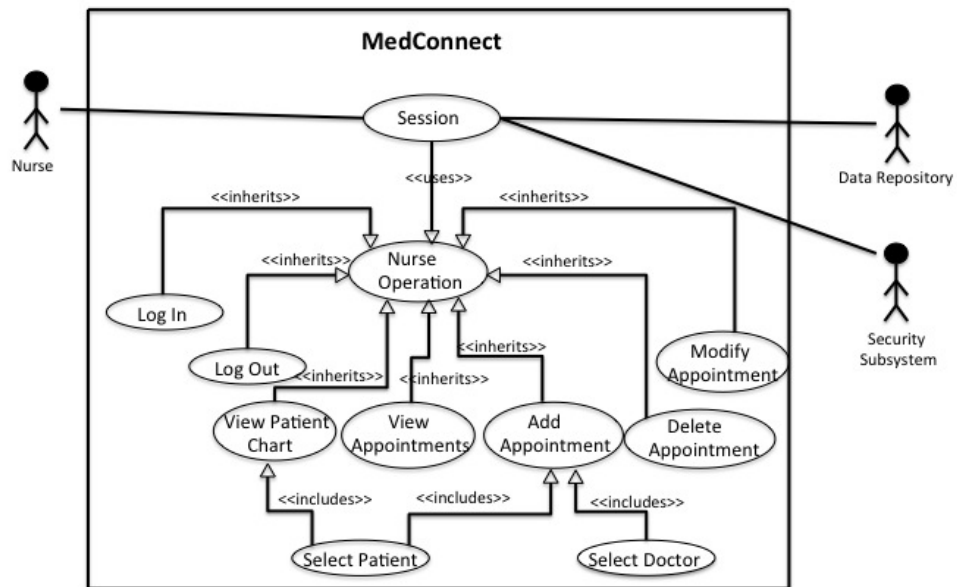 MedConnect
Session
Nurse
Data Repository
<<uses>>
<<inherits>>
<<inherits>>
Nurse
Operation
<<inherits>>
<<inherits>>
Log In
Security
Subsystem
Log Out
<<inherits>>
<<inherits>>
<<inherits>>
Modify
Appointment
View Patient
Chart
View
Appointments
Add
Appointment
Delete
Appointment
<<includes>>
<<includes>>
<<includes>>
Select Patient
Select Doctor